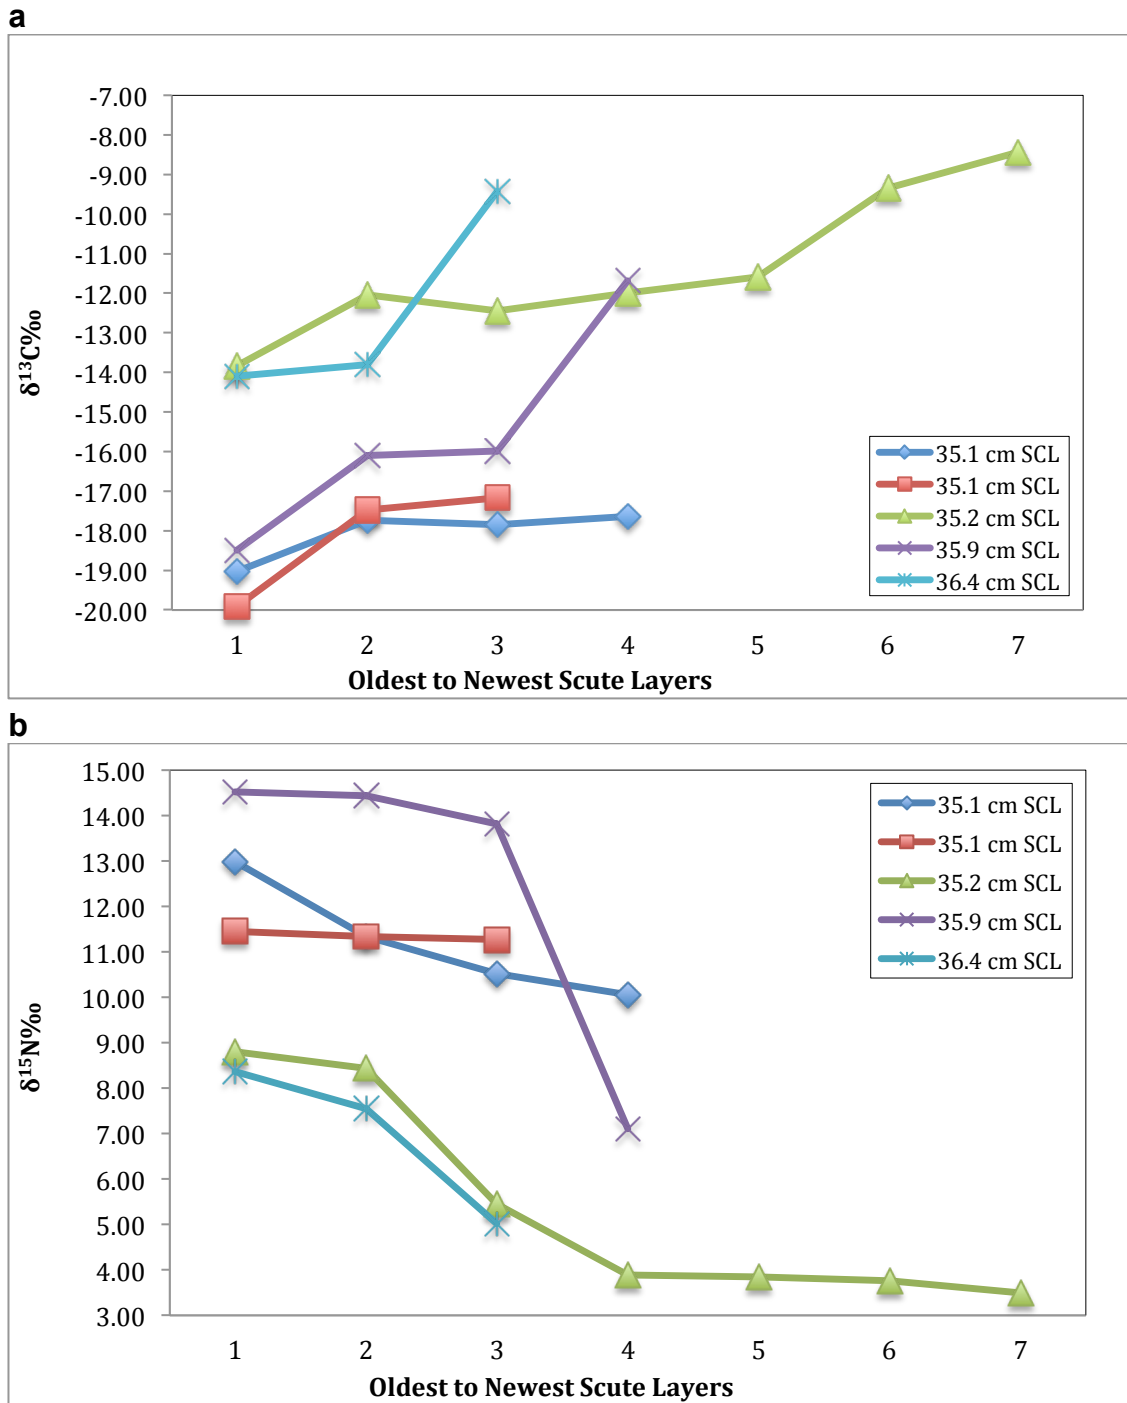 a
-7.00
-8.00
-9.00
-10.00
-11.00
-12.00
-13.00
-14.00
-15.00
-16.00
-17.00
-18.00
-19.00
-20.00
δ¹³C‰
35.1 cm SCL
35.1 cm SCL
35.2 cm SCL
35.9 cm SCL
36.4 cm SCL
1 2 3 4 5 6 7
Oldest to Newest Scute Layers
b
15.00
14.00
13.00
12.00
11.00
10.00
9.00
8.00
7.00
6.00
5.00
4.00
3.00
δ¹⁵N‰
35.1 cm SCL
35.1 cm SCL
35.2 cm SCL
35.9 cm SCL
36.4 cm SCL
1 2 3 4 5 6 7
Oldest to Newest Scute Layers